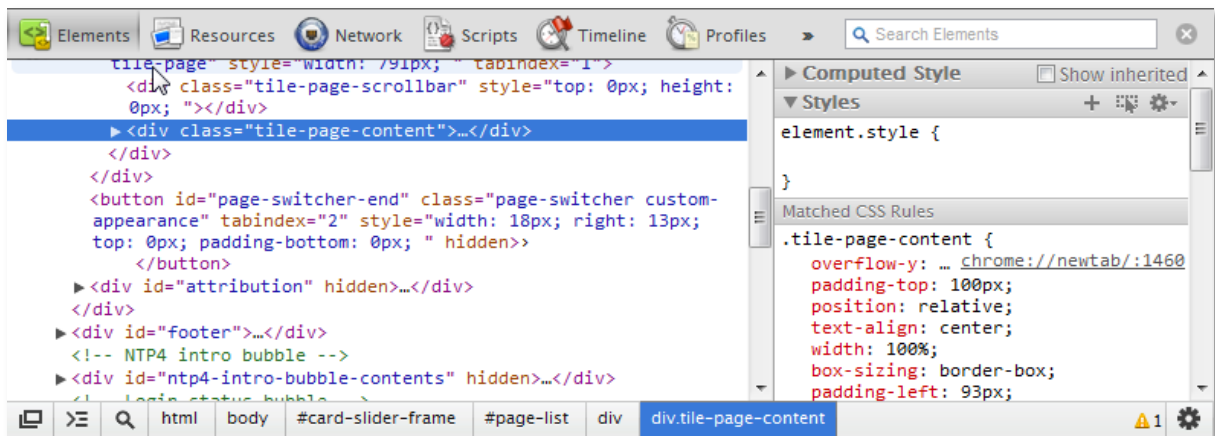 Elements Resources Network Scripts Timeline Profiles » Search Elements
tile-page" style="width: 791px; " tabindex="1">
<div class="tile-page-scrollbar" style="top: 0px; height:
0px; "></div>
▶<div class="tile-page-content">…</div>
</div>
</div>
<button id="page-switcher-end" class="page-switcher custom-
appearance" tabindex="2" style="width: 18px; right: 13px;
top: 0px; padding-bottom: 0px; " hidden>›
</button>
▶<div id="attribution" hidden>…</div>
</div>
▶<div id="footer">…</div>
<!-- NTP4 intro bubble -->
▶<div id="ntp4-intro-bubble-contents" hidden>…</div>
<!-- Login status bubble -->
▶ Computed Style Show inherited
▼ Styles
element.style {
}
Matched CSS Rules
.tile-page-content {
overflow-y: … chrome://newtab/:1460
padding-top: 100px;
position: relative;
text-align: center;
width: 100%;
box-sizing: border-box;
padding-left: 93px;
html body #card-slider-frame #page-list div div.tile-page-content 1